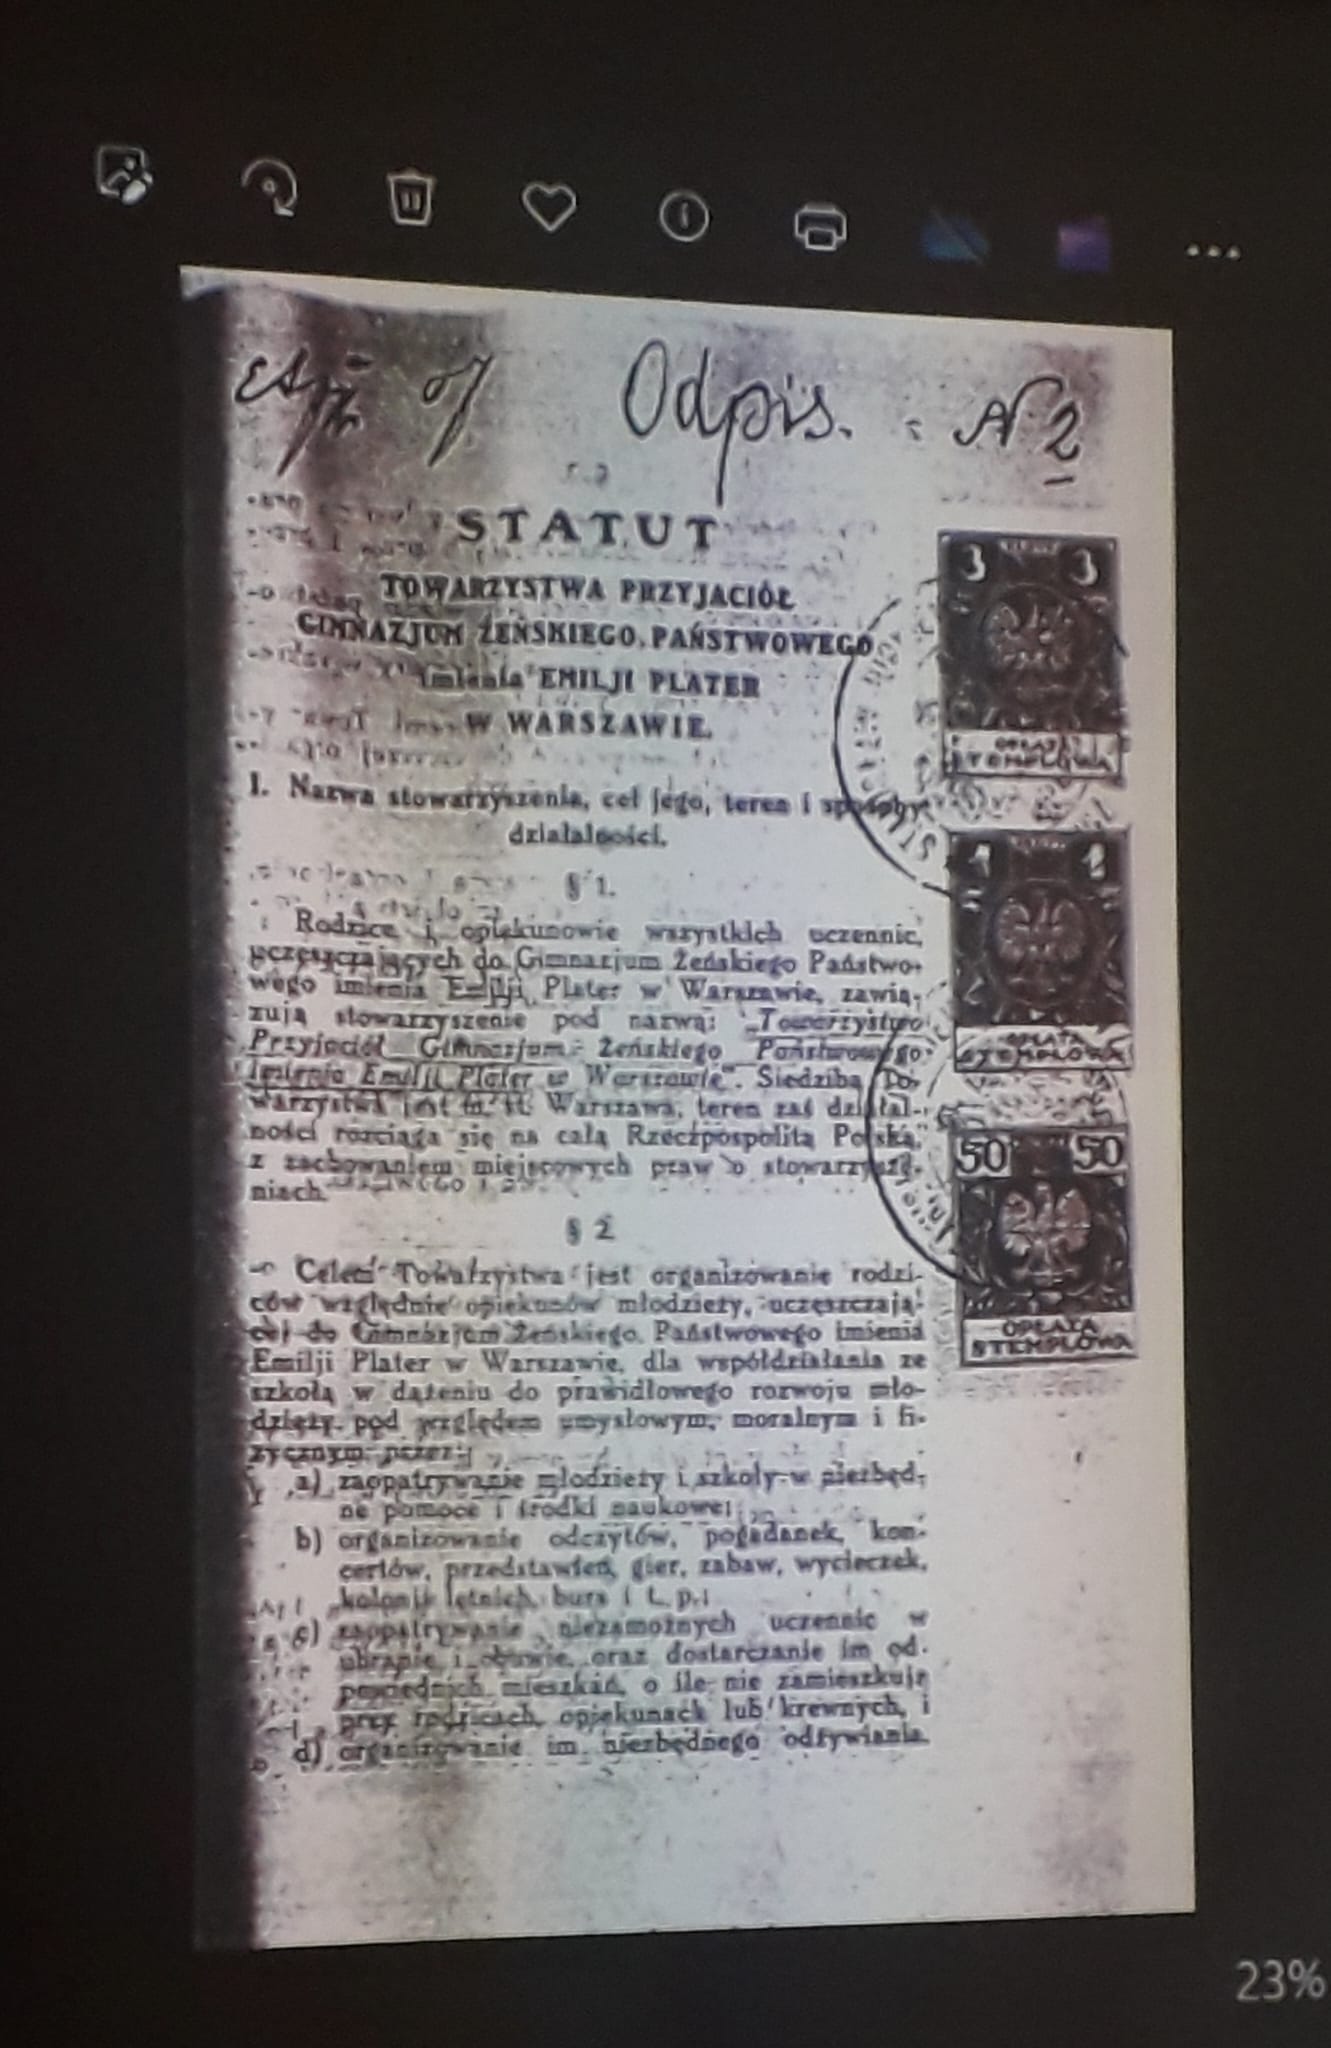 Odpis. N 2
STATUT
TOWARZYSTWA PRZYJACIÓŁ
GIMNAZJUM ŻEŃSKIEGO PAŃSTWOWEGO
imienia EMILJI PLATER
W WARSZAWIE.
I. Nazwa stowarzyszenia, cel jego, teren i sposoby
działalności.
§ 1.
Rodzice i opiekunowie wszystkich uczennic,
uczęszczających do Gimnazjum Żeńskiego Państwo-
wego imienia Emilji Plater w Warszawie, zawią-
zują stowarzyszenie pod nazwą: "Towarzystwo
Przyjaciół Gimnazjum Żeńskiego Państwowego
imienia Emilji Plater w Warszawie". Siedzibą To-
warzystwa jest m. st. Warszawa, teren zaś działal-
ności rozciąga się na całą Rzeczpospolitą Polską,
z zachowaniem miejscowych praw o stowarzysze-
niach.
§ 2
Celem Towarzystwa jest organizowanie rodzi-
ców względnie opiekunów młodzieży, uczęszczają-
cej do Gimnazjum Żeńskiego Państwowego imienia
Emilji Plater w Warszawie, dla współdziałania ze
szkołą w dążeniu do prawidłowego rozwoju mło-
dzieży pod względem umysłowym, moralnym i fi-
zycznym przez:
a) zaopatrywanie młodzieży i szkoły w niezbęd-
ne pomoce i środki naukowe;
b) organizowanie odczytów, pogadanek, kon-
certów, przedstawień, gier, zabaw, wycieczek,
kolonji letnich, burs i t. p.;
c) zaopatrywanie niezamożnych uczennic w
ubranie i obuwie, oraz dostarczanie im od-
powiednich mieszkań, o ile nie zamieszkują
przy rodzicach, opiekunach lub krewnych, i
d) organizowanie im niezbędnego odżywiania.
3 3
OPŁATA
STEMPLOWA
1 1
OPŁATA
STEMPLOWA
50 50
OPŁATA
STEMPLOWA
23%